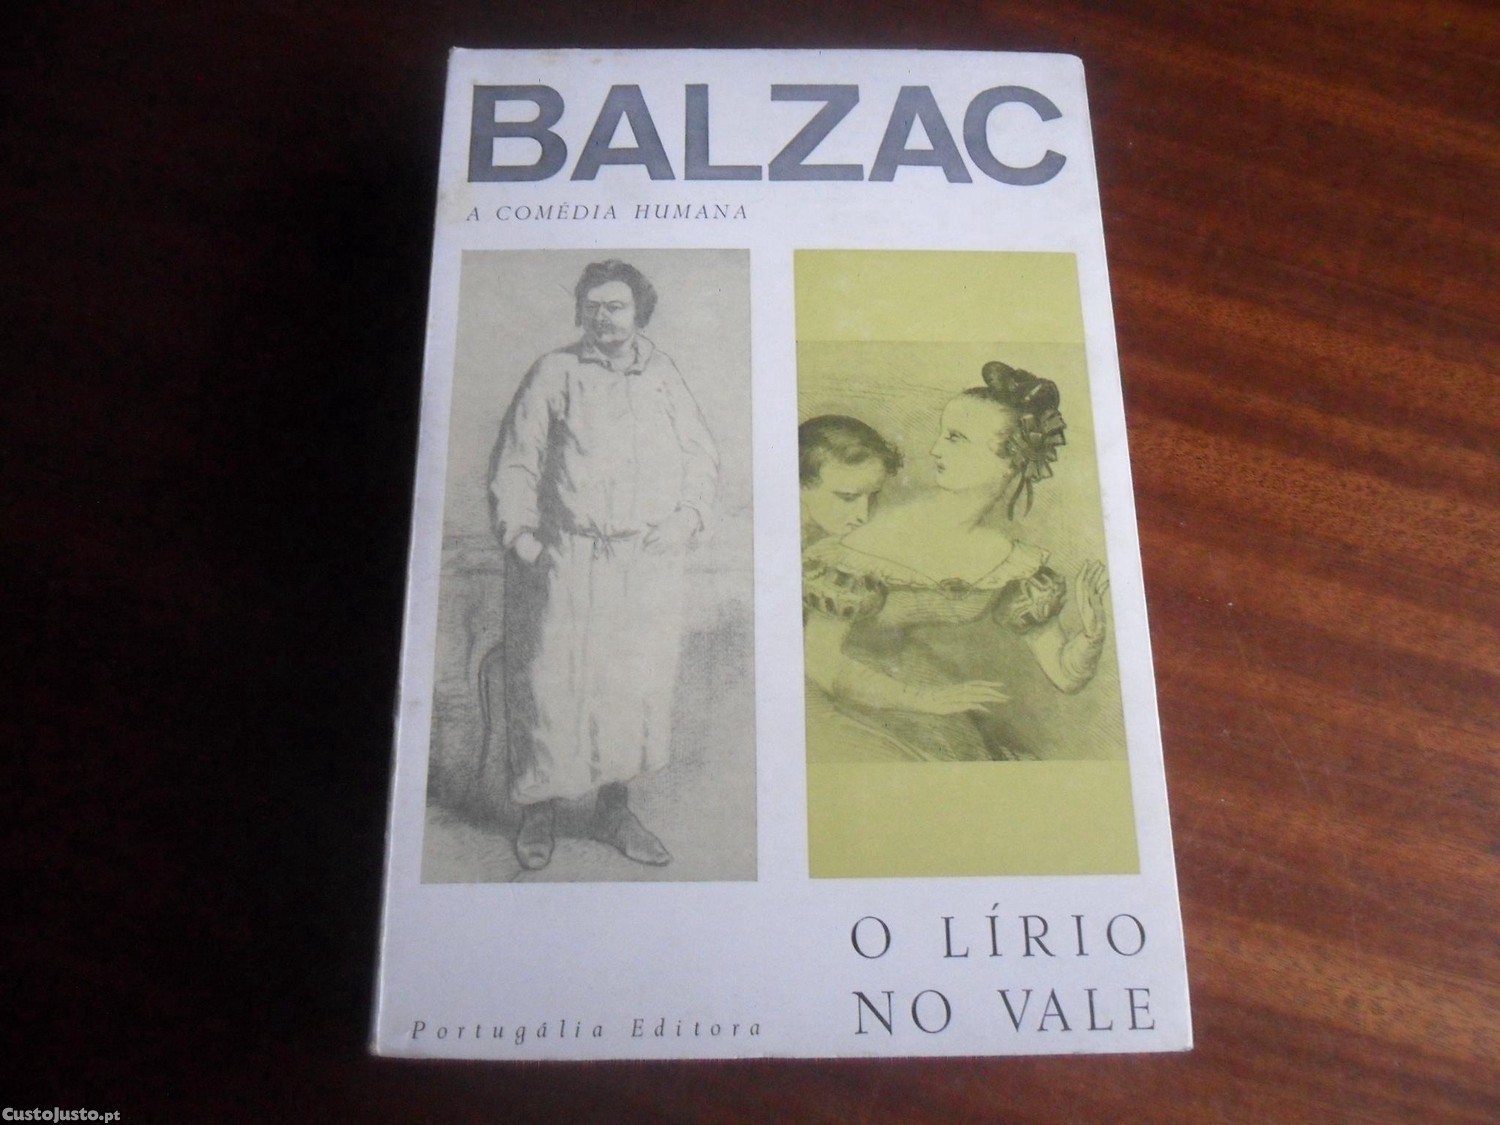 BALZAC
A COMÉDIA HUMANA
O LÍRIO
NO VALE
Portugália Editora
CustoJusto.pt